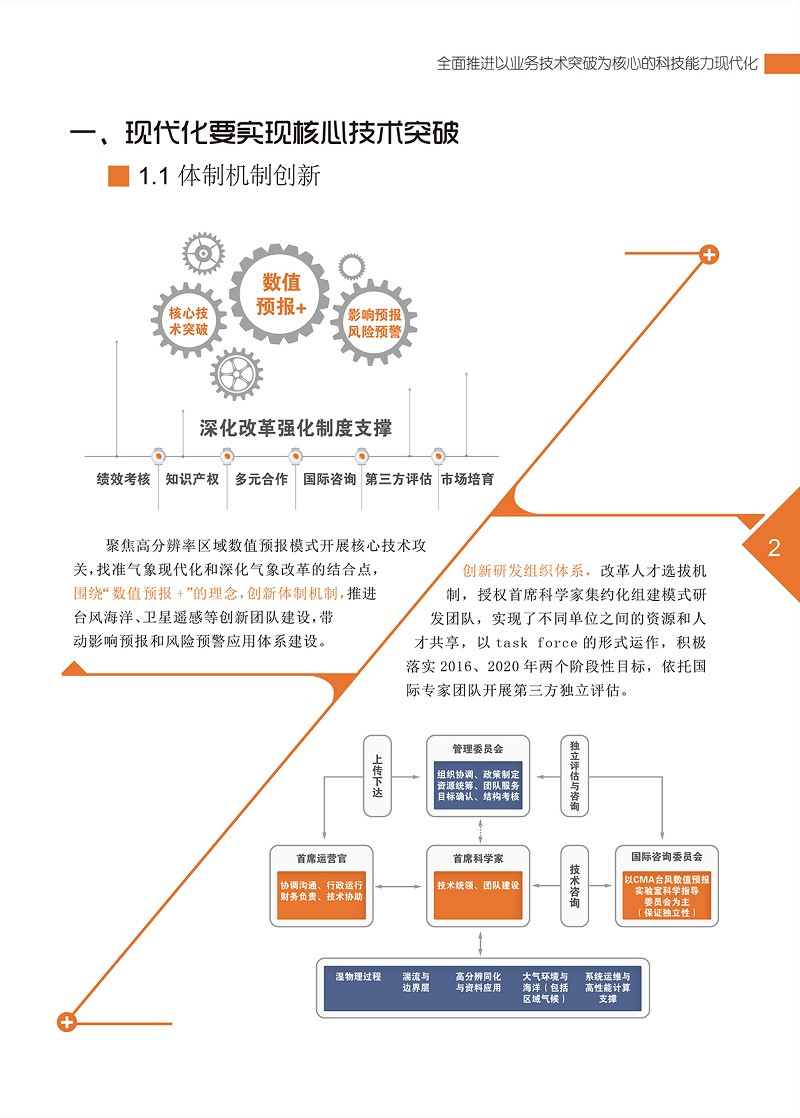 全面推进以业务技术突破为核心的科技能力现代化
一、现代化要实现核心技术突破
1.1 体制机制创新
数值
预报+
核心技
术突破
影响预报
风险预警
深化改革强化制度支撑
绩效考核 知识产权 多元合作 国际咨询 第三方评估 市场培育
聚焦高分辨率区域数值预报模式开展核心技术攻
关，找准气象现代化和深化气象改革的结合点，
围绕“数值预报+”的理念，创新体制机制，推进
台风海洋、卫星遥感等创新团队建设，带
动影响预报和风险预警应用体系建设。
2
创新研发组织体系，改革人才选拔机
制，授权首席科学家集约化组建模式研
发团队，实现了不同单位之间的资源和人
才共享，以 task force 的形式运作，积极
落实 2016、2020 年两个阶段性目标，依托国
际专家团队开展第三方独立评估。
上传下达
管理委员会
组织协调、政策制定
资源统筹、团队服务
目标确认、结构考核
独立评估与咨询
首席运营官
协调沟通、行政运行
财务负责、技术协助
首席科学家
技术统领、团队建设
技术咨询
国际咨询委员会
以CMA台风数值预报
实验室科学指导
委员会为主
（保证独立性）
湿物理过程
湍流与
边界层
高分辨同化
与资料应用
大气环境与
海洋（包括
区域气候）
系统运维与
高性能计算
支撑